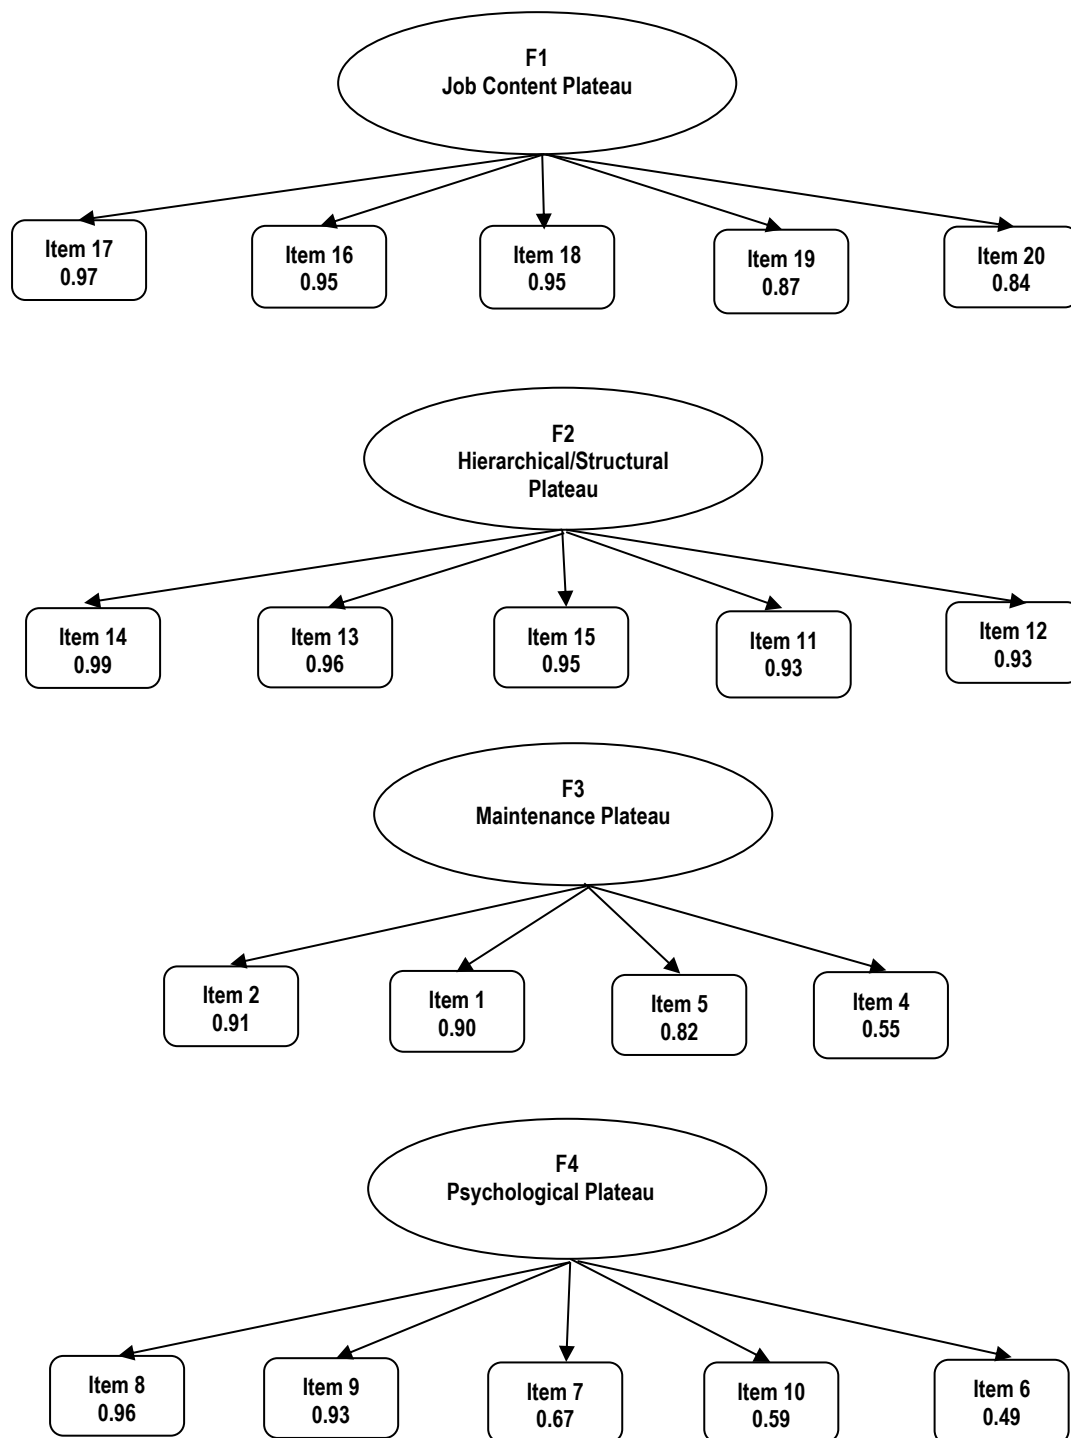 F1
Job Content Plateau
Item 17
0.97
Item 16
0.95
Item 18
0.95
Item 19
0.87
Item 20
0.84
F2
Hierarchical/Structural
Plateau
Item 14
0.99
Item 13
0.96
Item 15
0.95
Item 11
0.93
Item 12
0.93
F3
Maintenance Plateau
Item 2
0.91
Item 1
0.90
Item 5
0.82
Item 4
0.55
F4
Psychological Plateau
Item 8
0.96
Item 9
0.93
Item 7
0.67
Item 10
0.59
Item 6
0.49